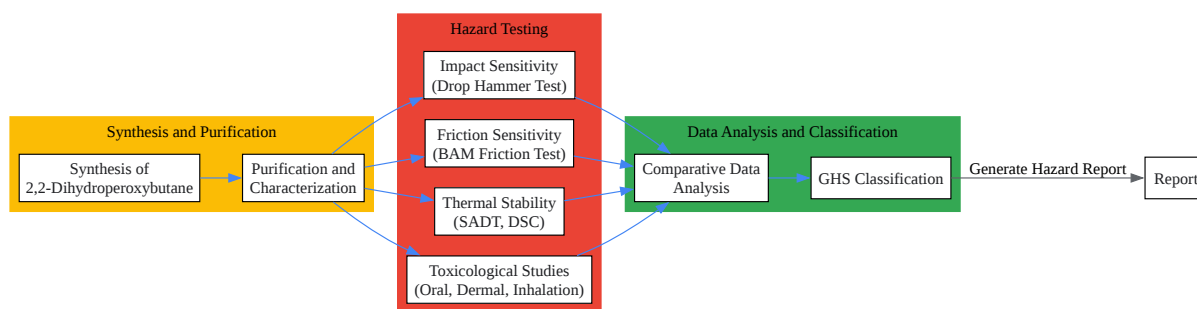 Synthesis and Purification
Synthesis of
2,2-Dihydroperoxybutane
Purification and
Characterization
Hazard Testing
Impact Sensitivity
(Drop Hammer Test)
Friction Sensitivity
(BAM Friction Test)
Thermal Stability
(SADT, DSC)
Toxicological Studies
(Oral, Dermal, Inhalation)
Data Analysis and Classification
Comparative Data
Analysis
GHS Classification
Generate Hazard Report
Report